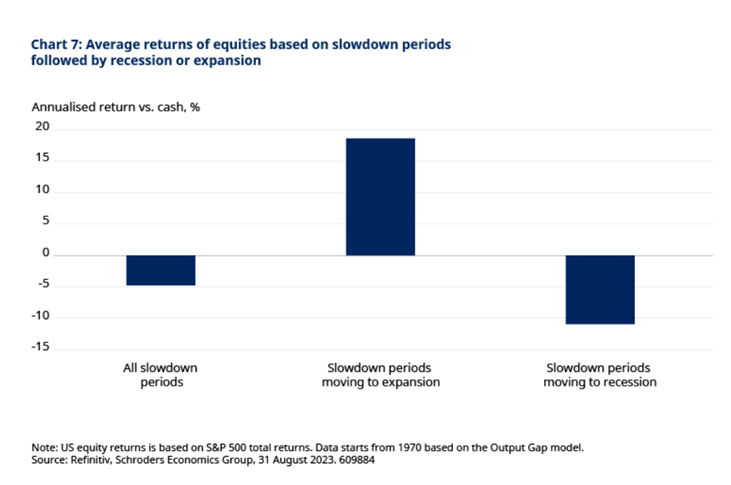 Chart 7: Average returns of equities based on slowdown periods
followed by recession or expansion
Annualised return vs. cash, %
20
15
10
5
0
-5
-10
-15
All slowdown
periods
Slowdown periods
moving to expansion
Slowdown periods
moving to recession
Note: US equity returns is based on S&P 500 total returns. Data starts from 1970 based on the Output Gap model.
Source: Refinitiv, Schroders Economics Group, 31 August 2023. 609884